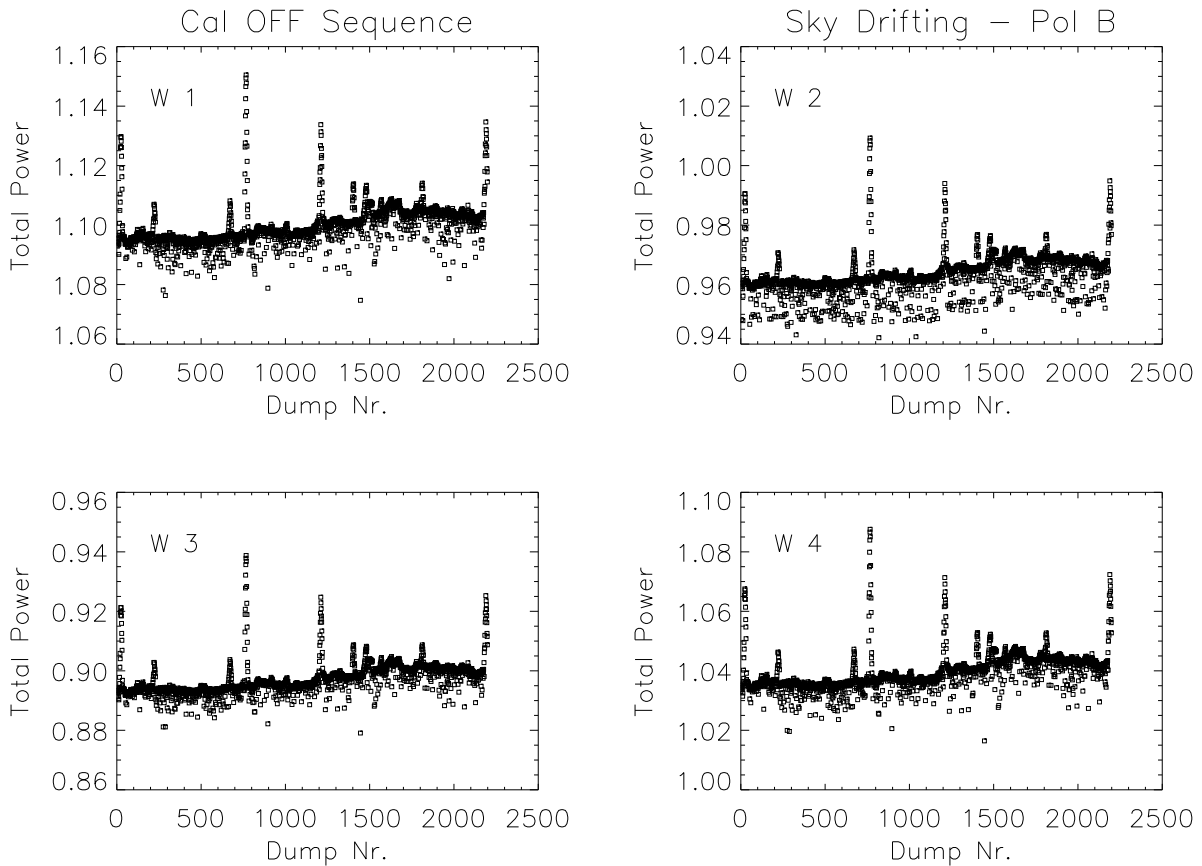 Cal OFF Sequence
Sky Drifting – Pol B
1.16
1.14
1.12
1.10
1.08
1.06
Total Power
W 1
0 500 1000 1500 2000 2500
Dump Nr.
1.04
1.02
1.00
0.98
0.96
0.94
Total Power
W 2
0 500 1000 1500 2000 2500
Dump Nr.
0.96
0.94
0.92
0.90
0.88
0.86
Total Power
W 3
0 500 1000 1500 2000 2500
Dump Nr.
1.10
1.08
1.06
1.04
1.02
1.00
Total Power
W 4
0 500 1000 1500 2000 2500
Dump Nr.